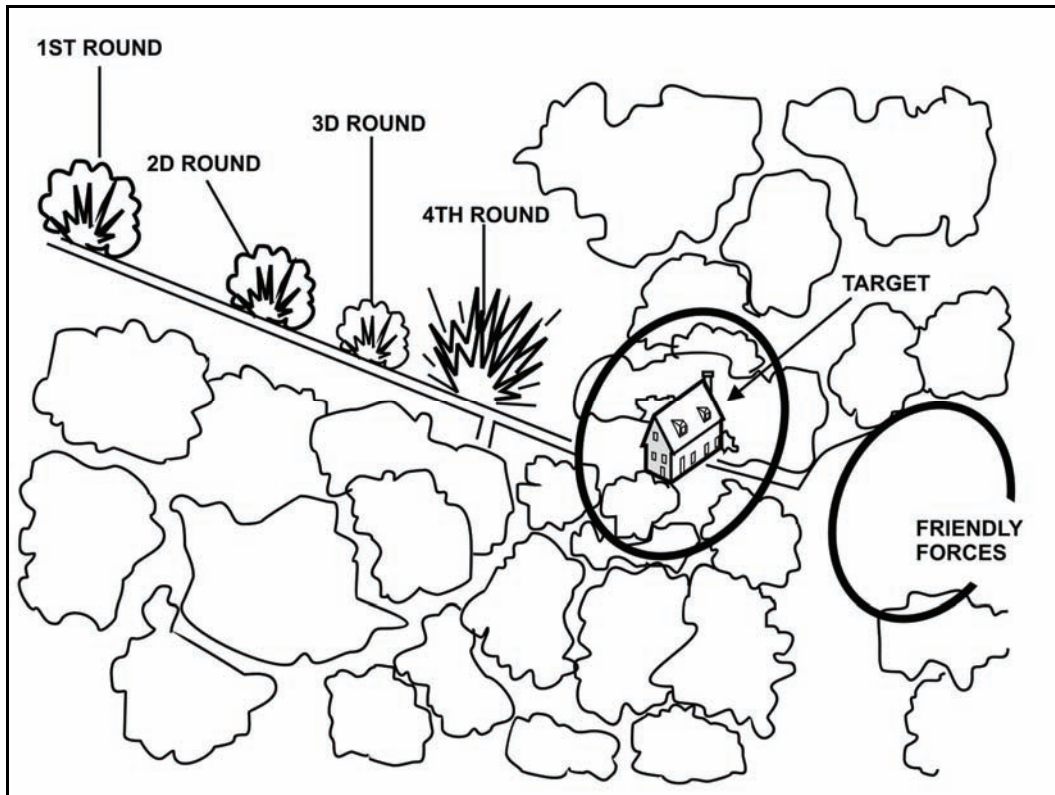 1ST ROUND
2D ROUND
3D ROUND
4TH ROUND
TARGET
FRIENDLY
FORCES